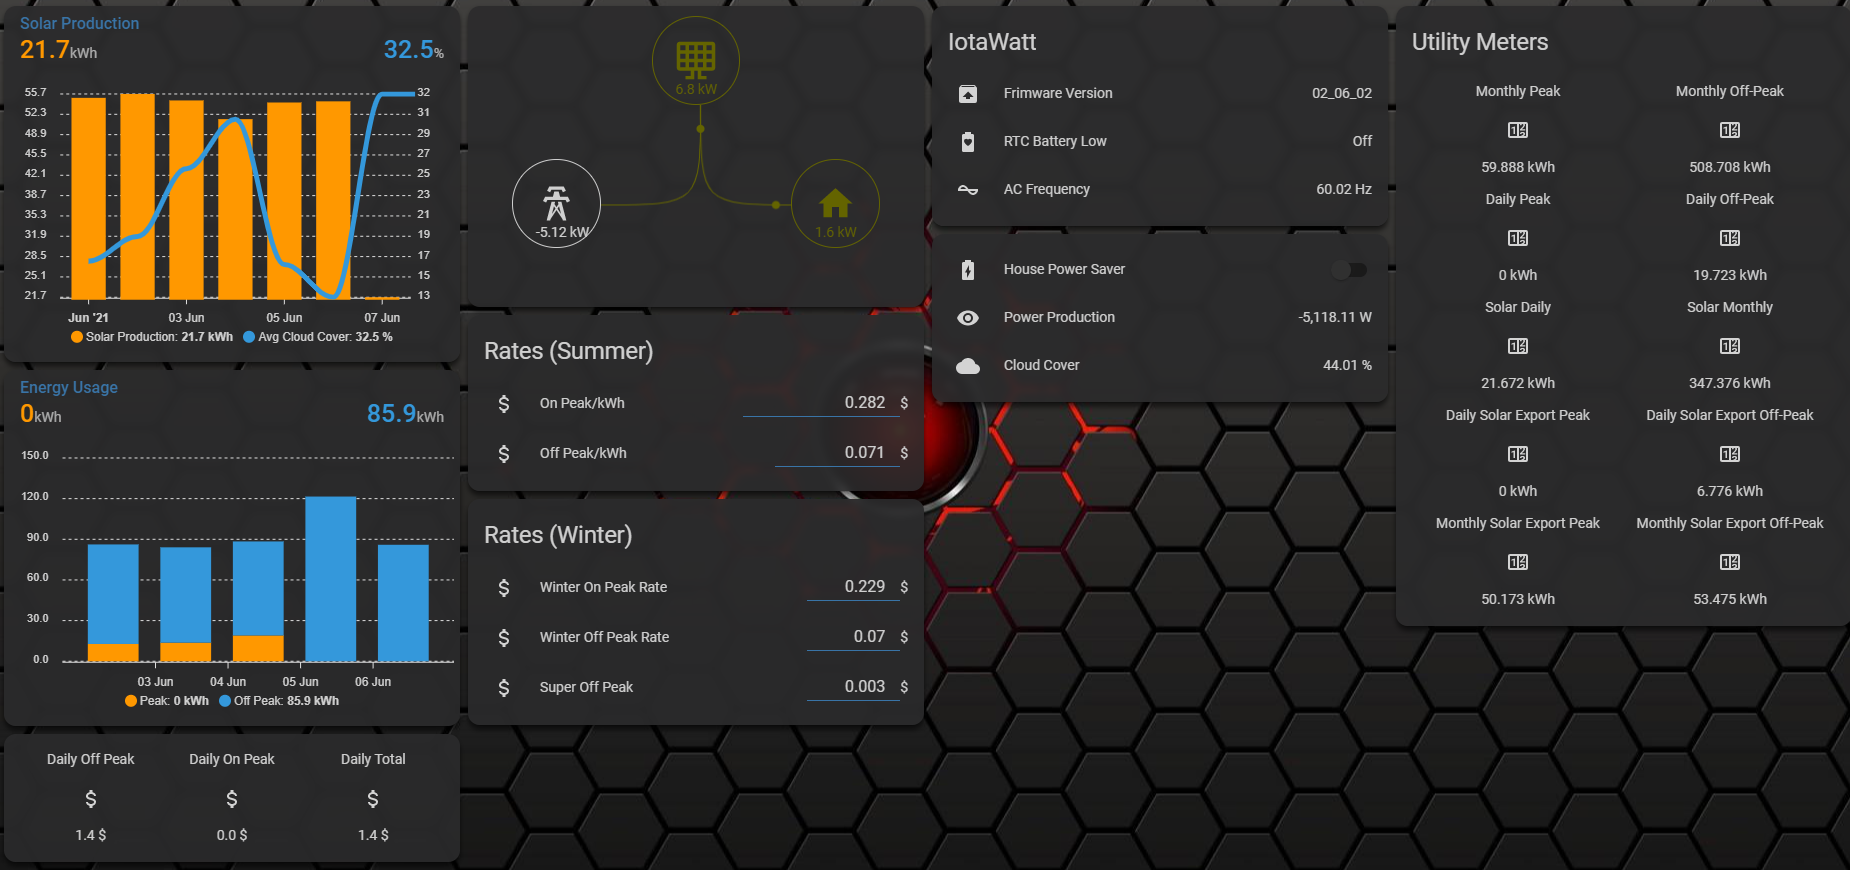 Solar Production
21.7kWh
32.5%
55.7
52.3
48.9
45.5
42.1
38.7
35.3
31.9
28.5
25.1
21.7
32
31
29
27
25
23
21
19
17
15
13
Jun '21
03 Jun
05 Jun
07 Jun
Solar Production: 21.7 kWh
Avg Cloud Cover: 32.5 %
Energy Usage
0kWh
85.9kWh
150.0
120.0
90.0
60.0
30.0
0.0
03 Jun
04 Jun
05 Jun
06 Jun
Peak: 0 kWh
Off Peak: 85.9 kWh
Daily Off Peak
Daily On Peak
Daily Total
$
$
$
1.4 $
0.0 $
1.4 $
6.8 kW
-5.12 kW
1.6 kW
Rates (Summer)
$ On Peak/kWh 0.282 $
$ Off Peak/kWh 0.071 $
Rates (Winter)
$ Winter On Peak Rate 0.229 $
$ Winter Off Peak Rate 0.07 $
$ Super Off Peak 0.003 $
IotaWatt
Frimware Version 02_06_02
RTC Battery Low Off
AC Frequency 60.02 Hz
House Power Saver
Power Production -5,118.11 W
Cloud Cover 44.01 %
Utility Meters
Monthly Peak
Monthly Off-Peak
59.888 kWh
508.708 kWh
Daily Peak
Daily Off-Peak
0 kWh
19.723 kWh
Solar Daily
Solar Monthly
21.672 kWh
347.376 kWh
Daily Solar Export Peak
Daily Solar Export Off-Peak
0 kWh
6.776 kWh
Monthly Solar Export Peak
Monthly Solar Export Off-Peak
50.173 kWh
53.475 kWh